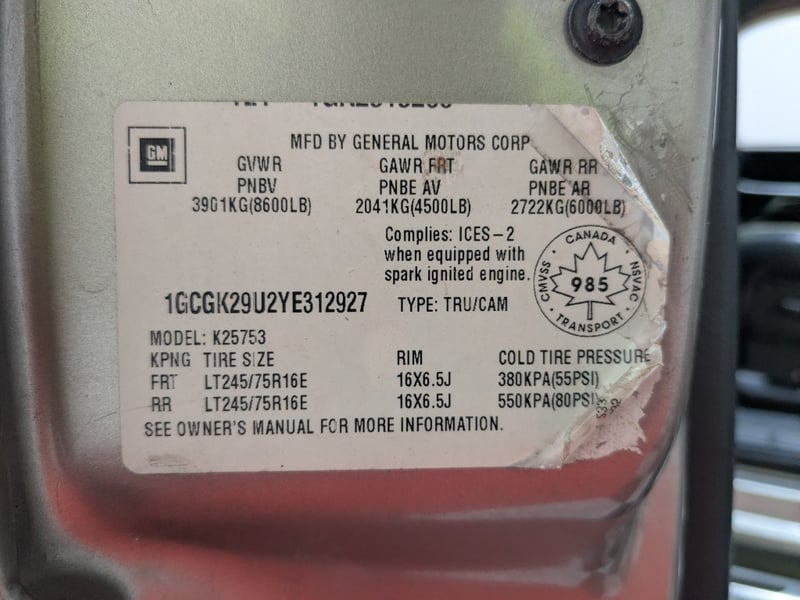 GM
MFD BY GENERAL MOTORS CORP
GVWR GAWR FRT GAWR RR
PNBV PNBE AV PNBE AR
3901KG(8600LB) 2041KG(4500LB) 2722KG(6000LB)
Complies: ICES-2
when equipped with
spark ignited engine.
CANADA
CMVSS 985 NSVAC
TRANSPORT
1GCGK29U2YE312927 TYPE: TRU/CAM
MODEL: K25753
KPNG TIRE SIZE RIM COLD TIRE PRESSURE
FRT LT245/75R16E 16X6.5J 380KPA(55PSI)
RR LT245/75R16E 16X6.5J 550KPA(80PSI)
SEE OWNER'S MANUAL FOR MORE INFORMATION.